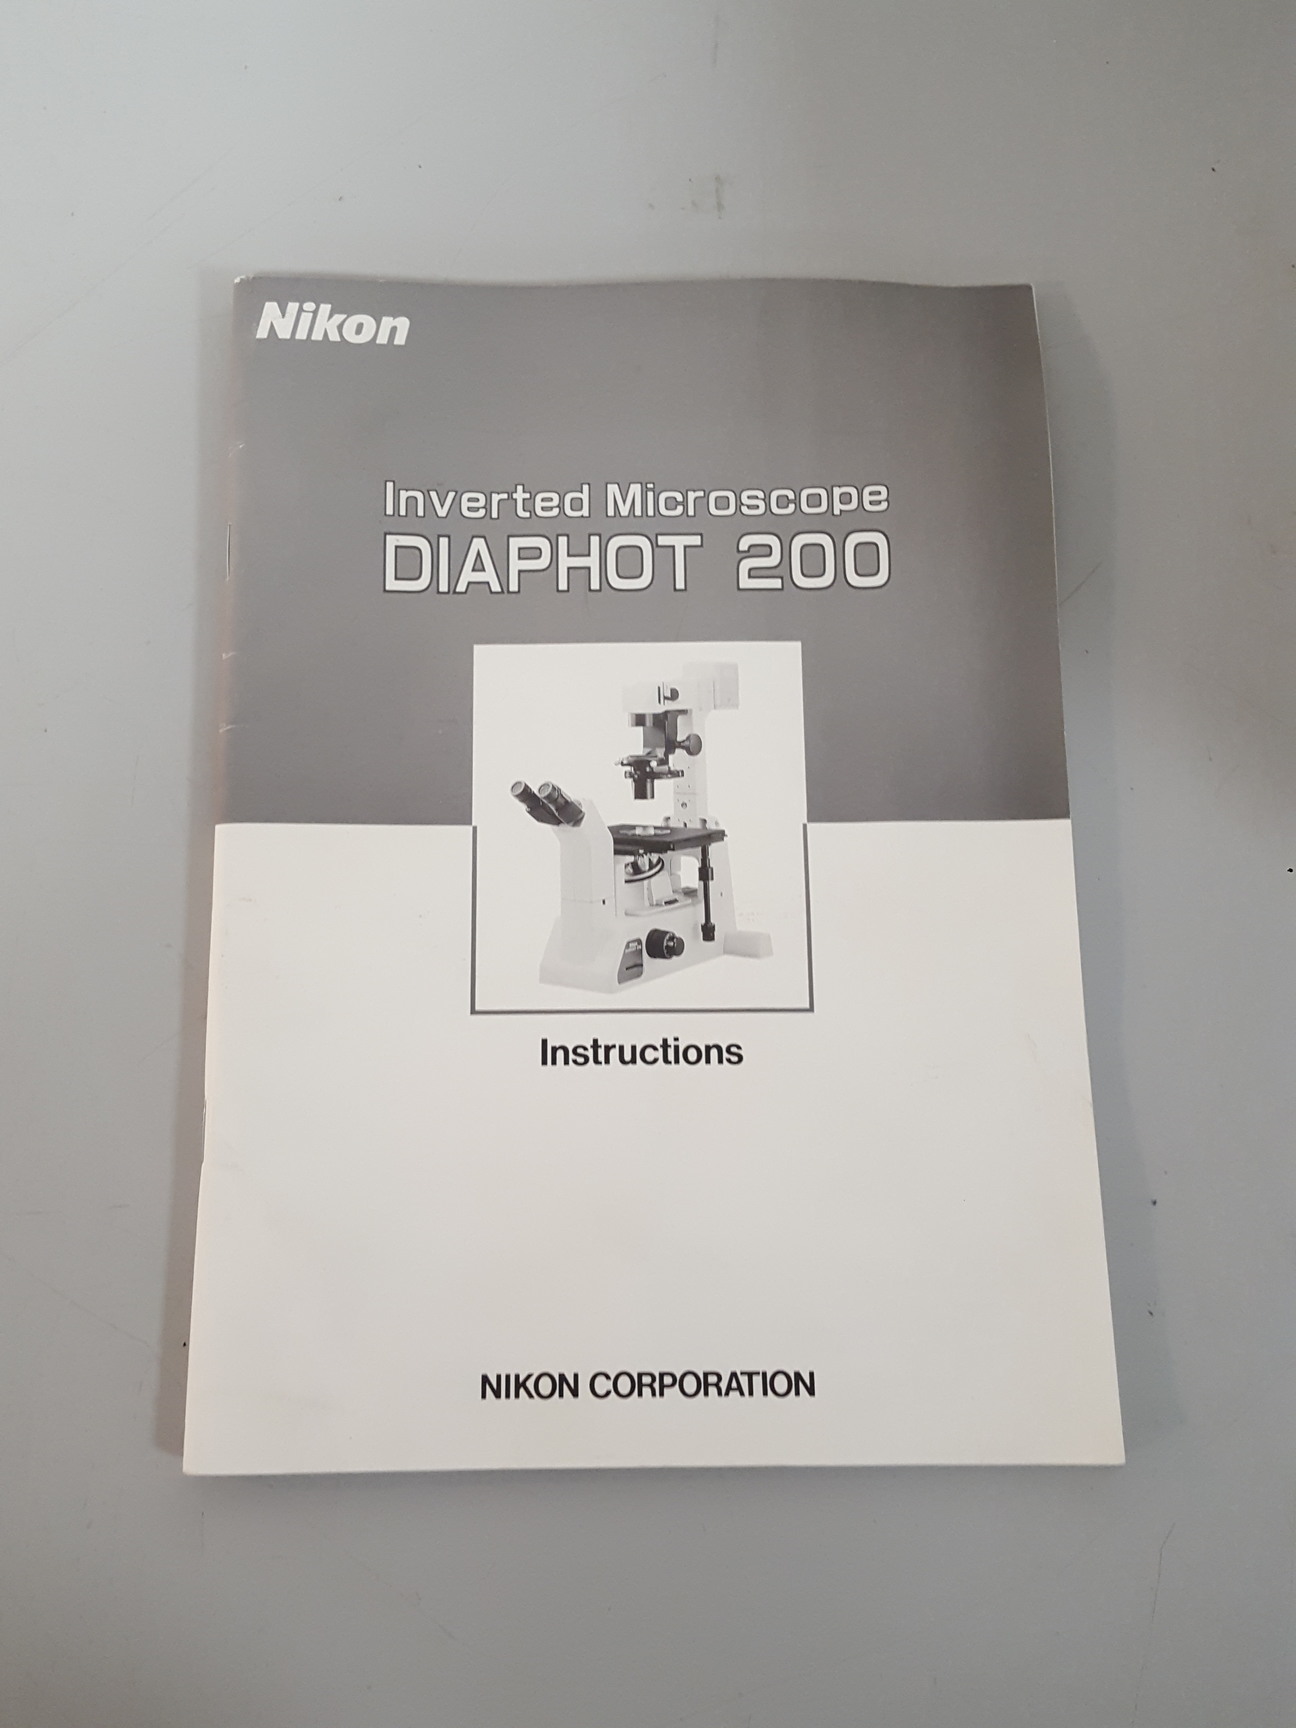 Nikon
Inverted Microscope
DIAPHOT 200
Instructions
NIKON CORPORATION